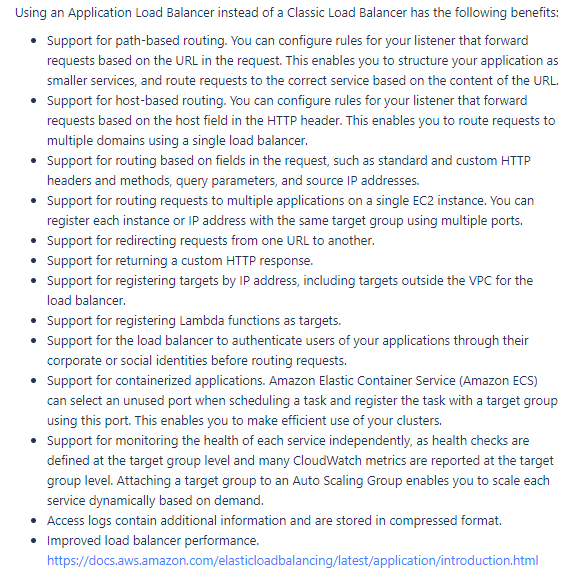 Using an Application Load Balancer instead of a Classic Load Balancer has the following benefits:
• Support for path-based routing. You can configure rules for your listener that forward
requests based on the URL in the request. This enables you to structure your application as
smaller services, and route requests to the correct service based on the content of the URL.
• Support for host-based routing. You can configure rules for your listener that forward
requests based on the host field in the HTTP header. This enables you to route requests to
multiple domains using a single load balancer.
• Support for routing based on fields in the request, such as standard and custom HTTP
headers and methods, query parameters, and source IP addresses.
• Support for routing requests to multiple applications on a single EC2 instance. You can
register each instance or IP address with the same target group using multiple ports.
• Support for redirecting requests from one URL to another.
• Support for returning a custom HTTP response.
• Support for registering targets by IP address, including targets outside the VPC for the
load balancer.
• Support for registering Lambda functions as targets.
• Support for the load balancer to authenticate users of your applications through their
corporate or social identities before routing requests.
• Support for containerized applications. Amazon Elastic Container Service (Amazon ECS)
can select an unused port when scheduling a task and register the task with a target group
using this port. This enables you to make efficient use of your clusters.
• Support for monitoring the health of each service independently, as health checks are
defined at the target group level and many CloudWatch metrics are reported at the target
group level. Attaching a target group to an Auto Scaling Group enables you to scale each
service dynamically based on demand.
• Access logs contain additional information and are stored in compressed format.
• Improved load balancer performance.
https://docs.aws.amazon.com/elasticloadbalancing/latest/application/introduction.html